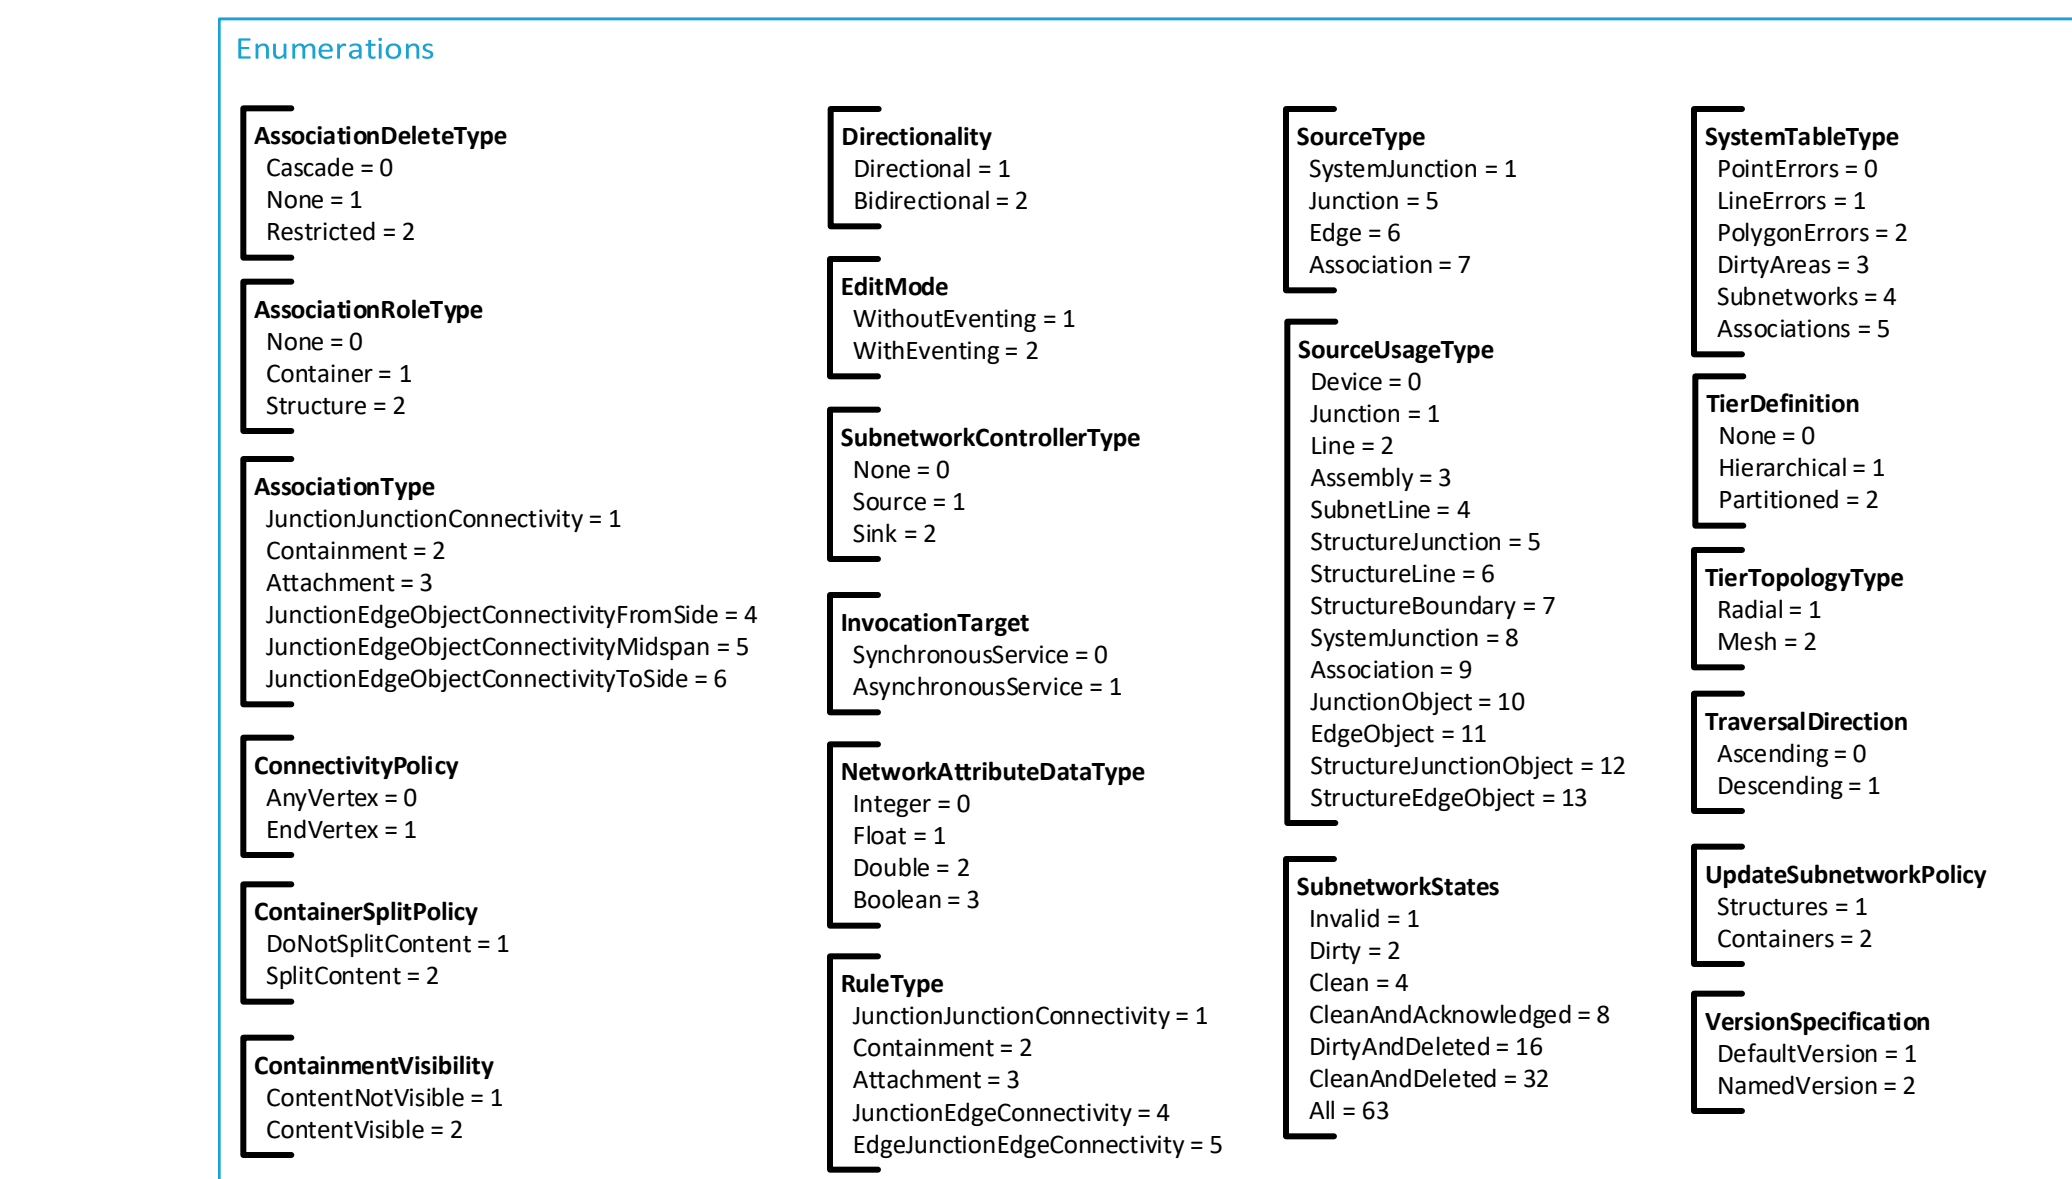 Enumerations
AssociationDeleteType
Cascade = 0
None = 1
Restricted = 2
AssociationRoleType
None = 0
Container = 1
Structure = 2
AssociationType
JunctionJunctionConnectivity = 1
Containment = 2
Attachment = 3
JunctionEdgeObjectConnectivityFromSide = 4
JunctionEdgeObjectConnectivityMidspan = 5
JunctionEdgeObjectConnectivityToSide = 6
ConnectivityPolicy
AnyVertex = 0
EndVertex = 1
ContainerSplitPolicy
DoNotSplitContent = 1
SplitContent = 2
ContainmentVisibility
ContentNotVisible = 1
ContentVisible = 2
Directionality
Directional = 1
Bidirectional = 2
EditMode
WithoutEventing = 1
WithEventing = 2
SubnetworkControllerType
None = 0
Source = 1
Sink = 2
InvocationTarget
SynchronousService = 0
AsynchronousService = 1
NetworkAttributeDataType
Integer = 0
Float = 1
Double = 2
Boolean = 3
RuleType
JunctionJunctionConnectivity = 1
Containment = 2
Attachment = 3
JunctionEdgeConnectivity = 4
EdgeJunctionEdgeConnectivity = 5
SourceType
SystemJunction = 1
Junction = 5
Edge = 6
Association = 7
SourceUsageType
Device = 0
Junction = 1
Line = 2
Assembly = 3
SubnetLine = 4
StructureJunction = 5
StructureLine = 6
StructureBoundary = 7
SystemJunction = 8
Association = 9
JunctionObject = 10
EdgeObject = 11
StructureJunctionObject = 12
StructureEdgeObject = 13
SubnetworkStates
Invalid = 1
Dirty = 2
Clean = 4
CleanAndAcknowledged = 8
DirtyAndDeleted = 16
CleanAndDeleted = 32
All = 63
SystemTableType
PointErrors = 0
LineErrors = 1
PolygonErrors = 2
DirtyAreas = 3
Subnetworks = 4
Associations = 5
TierDefinition
None = 0
Hierarchical = 1
Partitioned = 2
TierTopologyType
Radial = 1
Mesh = 2
TraversalDirection
Ascending = 0
Descending = 1
UpdateSubnetworkPolicy
Structures = 1
Containers = 2
VersionSpecification
DefaultVersion = 1
NamedVersion = 2